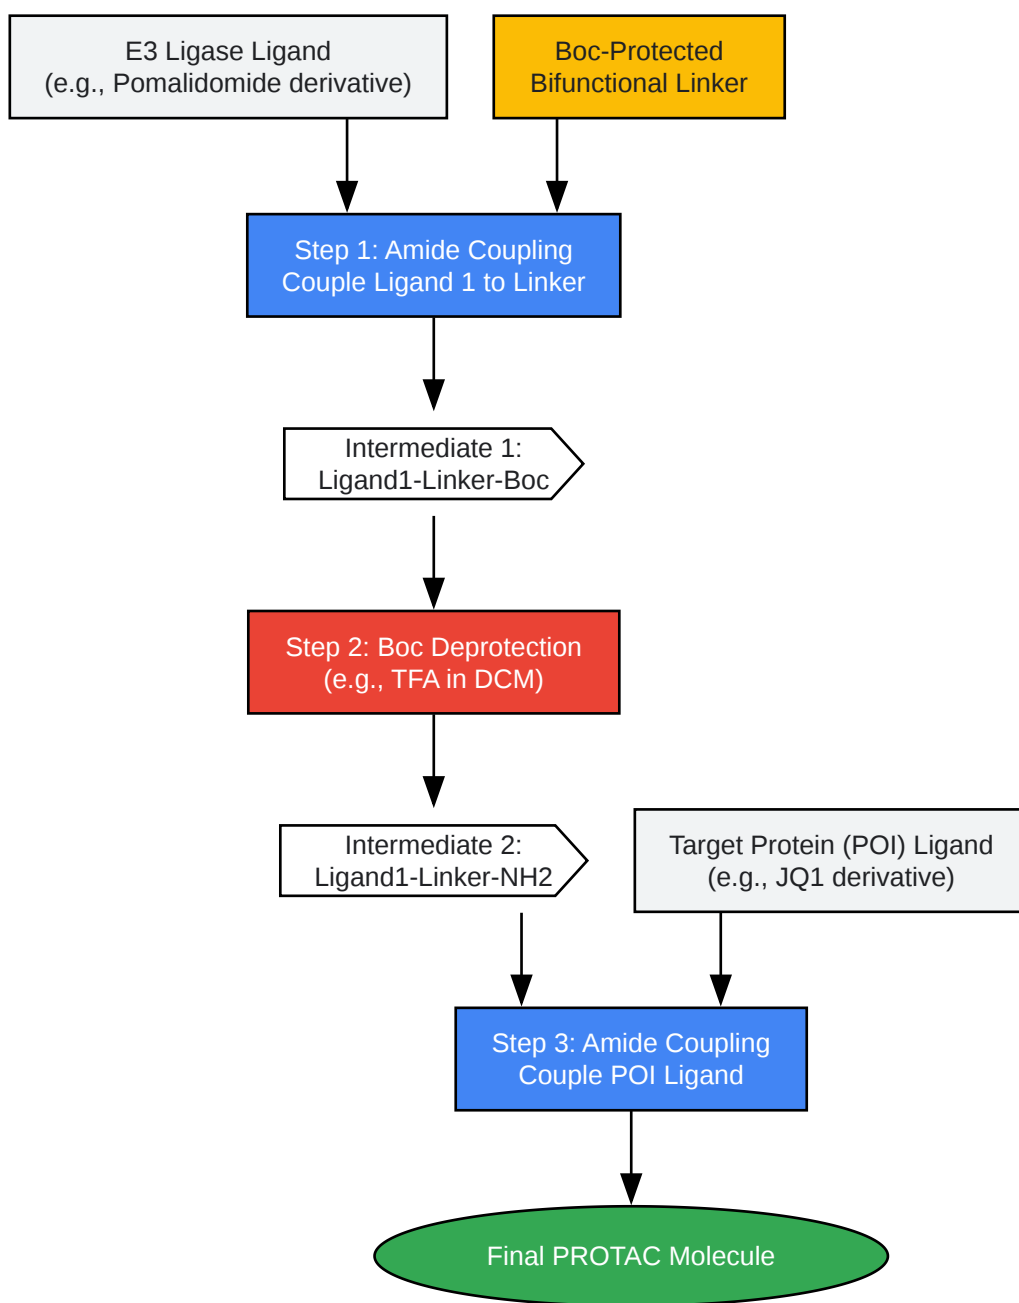 E3 Ligase Ligand
(e.g., Pomalidomide derivative)
Boc-Protected
Bifunctional Linker
Step 1: Amide Coupling
Couple Ligand 1 to Linker
Intermediate 1:
Ligand1-Linker-Boc
Step 2: Boc Deprotection
(e.g., TFA in DCM)
Intermediate 2:
Ligand1-Linker-NH2
Target Protein (POI) Ligand
(e.g., JQ1 derivative)
Step 3: Amide Coupling
Couple POI Ligand
Final PROTAC Molecule